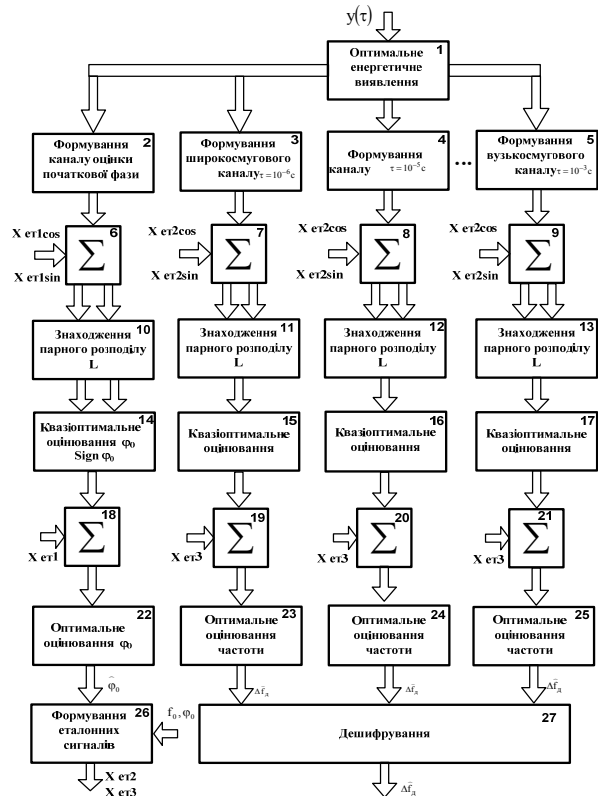 y(τ)
1
Оптимальне
енергетичне
виявлення
2
Формування
каналу оцінки
початкової фази
3
Формування
широкосмугового
каналу τ = 10⁻⁶ с
4
Формування
каналу τ = 10⁻⁵ с
...
5
Формування
вузькосмугового
каналу τ = 10⁻³ с
X ет1cos
X ет1sin
6
Σ
X ет2cos
X ет2sin
7
Σ
X ет2cos
X ет2sin
8
Σ
X ет2cos
X ет2sin
9
Σ
10
Знаходження
парного розподілу
L
11
Знаходження
парного розподілу
L
12
Знаходження
парного розподілу
L
13
Знаходження
парного розподілу
L
14
Квазіоптимальне
оцінювання φ₀
Sign φ₀
15
Квазіоптимальне
оцінювання
16
Квазіоптимальне
оцінювання
17
Квазіоптимальне
оцінювання
18
Σ
X ет1
19
Σ
X ет3
20
Σ
X ет3
21
Σ
X ет3
22
Оптимальне
оцінювання φ₀
23
Оптимальне
оцінювання
частоти
24
Оптимальне
оцінювання
частоти
25
Оптимальне
оцінювання
частоти
φ̂₀
Δf̄д
Δf̄д
Δf̄д
26
Формування
еталонних
сигналів
f₀, φ₀
27
Дешифрування
X ет2
X ет3
Δf̄д